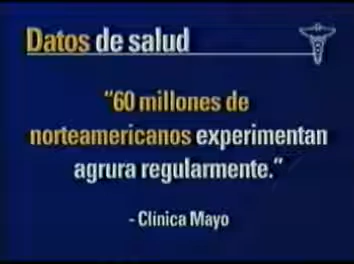 Datos de salud
"60 millones de
norteamericanos experimentan
agrura regularmente."
- Clínica Mayo